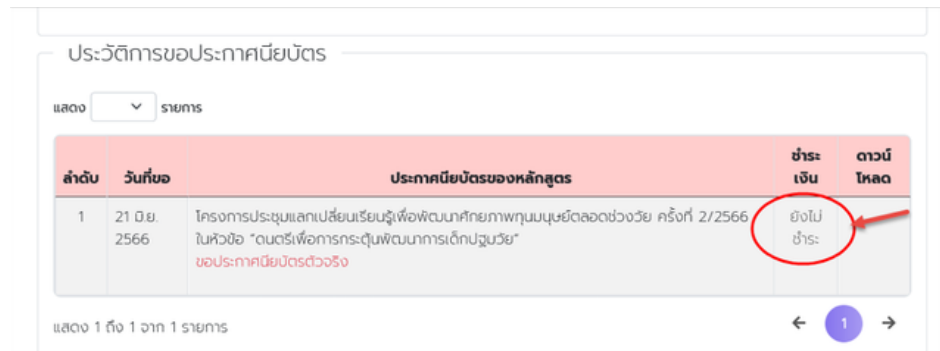 ประวัติการขอประกาศนียบัตร
แสดง รายการ
ลำดับ วันที่ขอ ประกาศนียบัตรของหลักสูตร ชำระ ดาวน์
เงิน โหลด
1 21 มิ.ย. โครงการประชุมแลกเปลี่ยนเรียนรู้เพื่อพัฒนาศักยภาพทุนมนุษย์ตลอดช่วงวัย ครั้งที่ 2/2566 ยังไม่
2566 ในหัวข้อ "ดนตรีเพื่อการกระตุ้นพัฒนาการเด็กปฐมวัย" ชำระ
ขอประกาศนียบัตรตัวจริง
แสดง 1 ถึง 1 จาก 1 รายการ ← 1 →